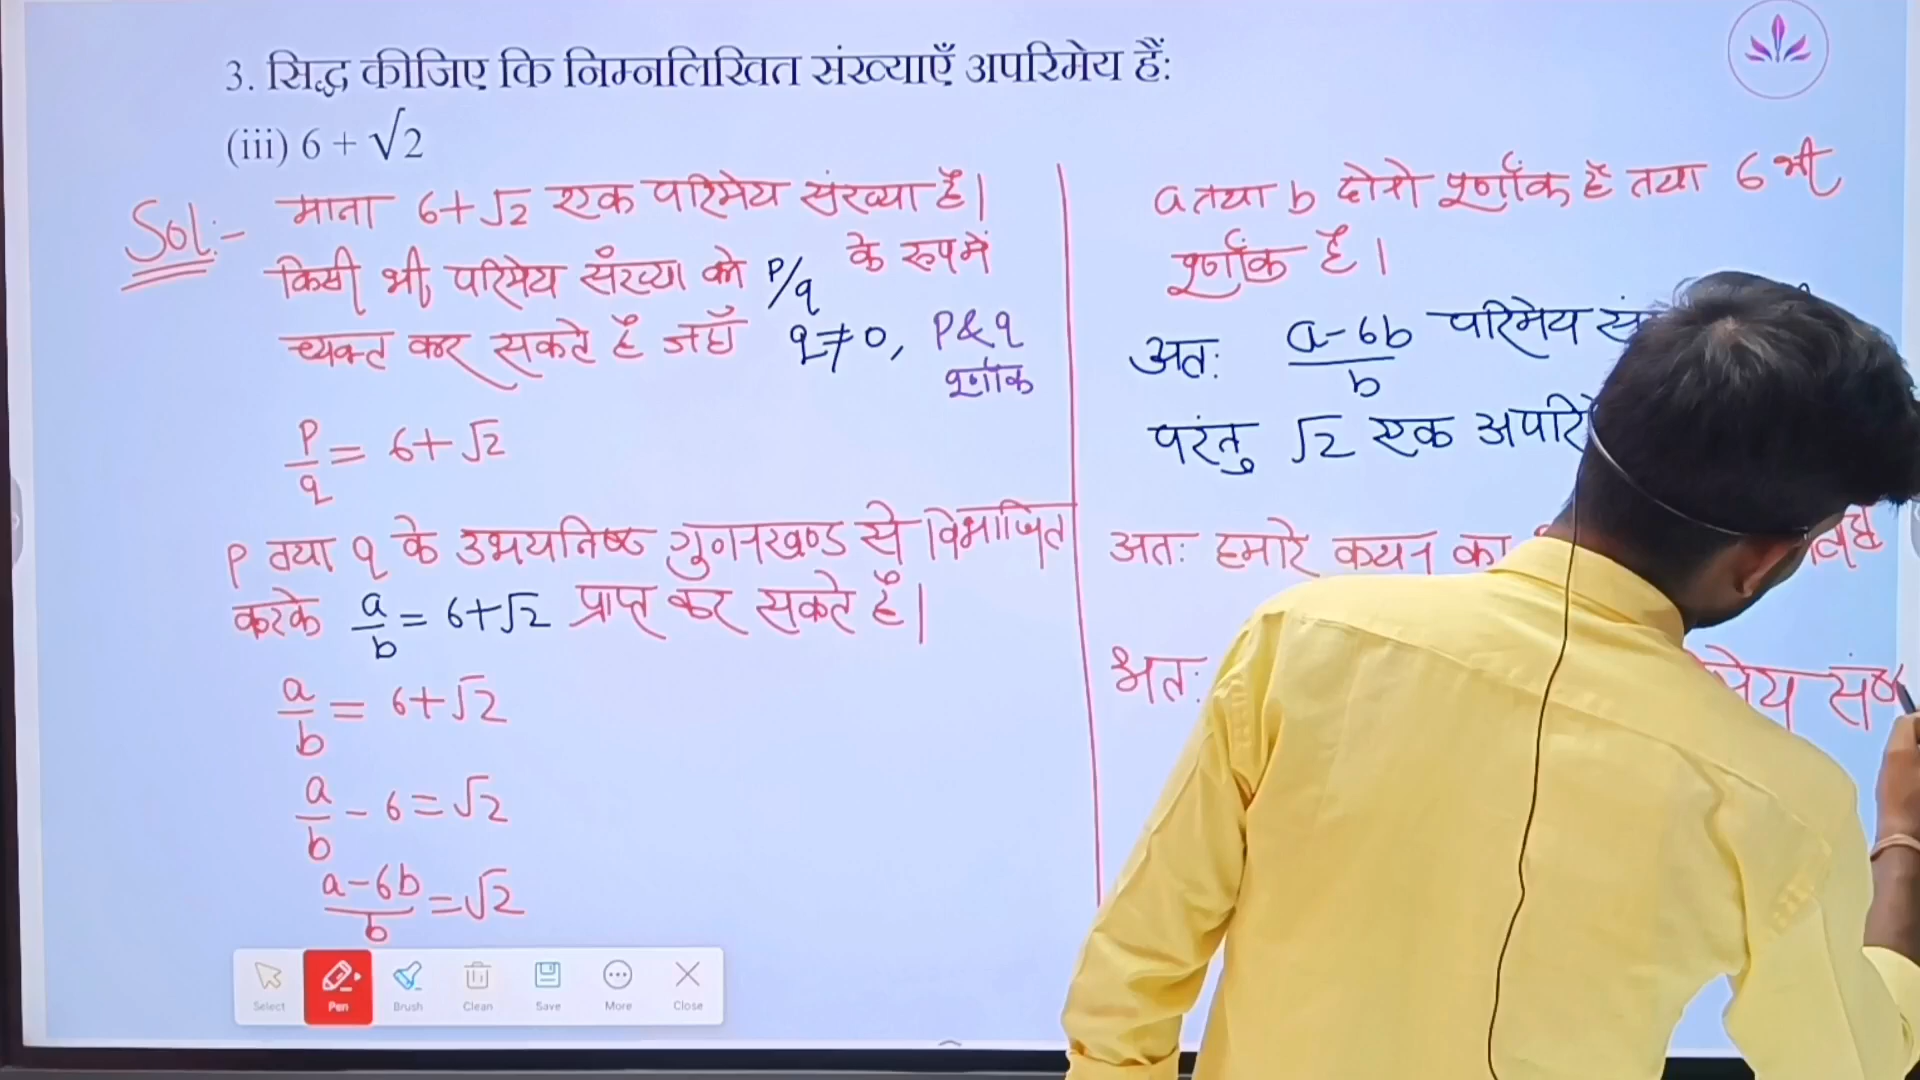 3. सिद्ध कीजिए कि निम्नलिखित संख्याएँ अपरिमेय हैं:
(iii) 6 + √2
Sol:- माना 6+√2 एक परिमेय संख्या है।
किसी भी परिमेय संख्या को P/q के रूप में
व्यक्त कर सकते है जहाँ q≠0, P&q
पूर्णांक
P/q = 6+√2
P तथा q के उभयनिष्ठ गुणनखण्ड से विभाजित
करके a/b = 6+√2 प्राप्त कर सकते है।
a/b = 6+√2
a/b - 6 = √2
a-6b/b = √2
a तथा b दोनो पूर्णांक है तथा 6 भी
पूर्णांक है।
अतः a-6b/b परिमेय
परंतु √2 एक
अतः हमारे कथन का
अतः
Select Pen Brush Clean Save More Close